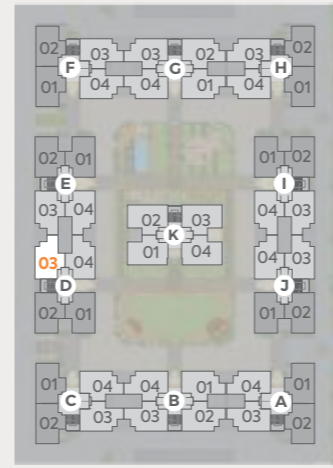 02 03 03 02 03 02
F G H
01 04 04 01 04 01
02 01 01 02
E I
03 04 04 03
02 03
K
01 04
03 04 04 03
D J
02 01 01 02
01 04 04 01 04 01
C B A
02 03 03 02 03 02